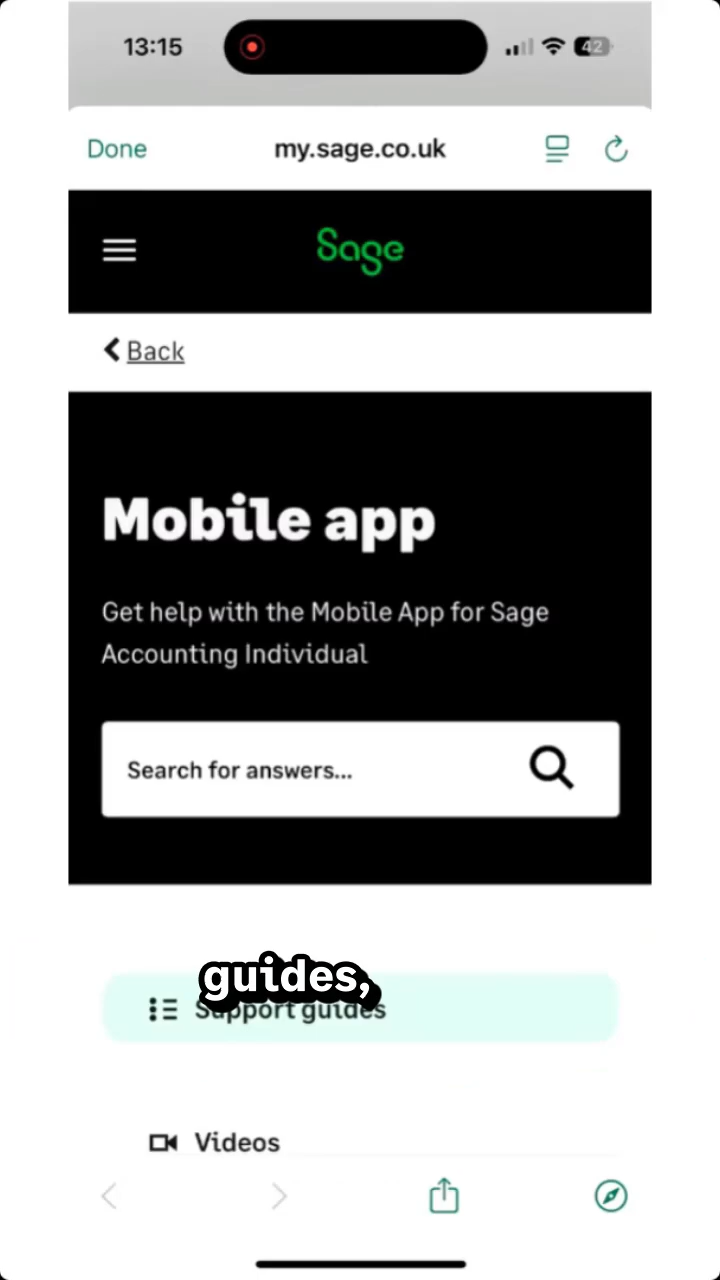 13:15
42
Done
my.sage.co.uk
Sage
Back
Mobile app
Get help with the Mobile App for Sage
Accounting Individual
Search for answers...
guides,
Support guides
Videos